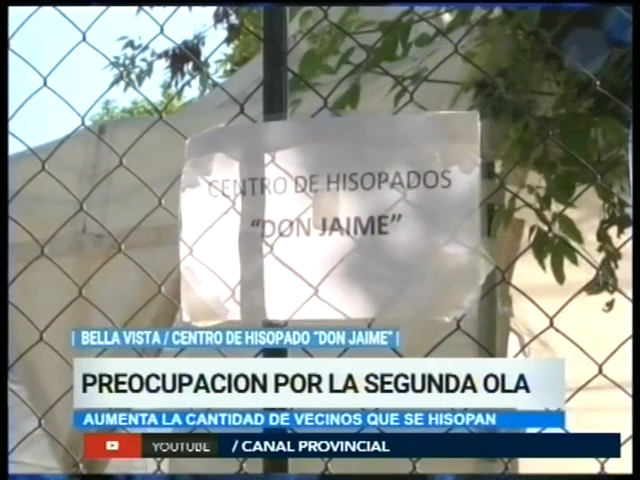 CENTRO DE HISOPADOS
“DON JAIME”
| BELLA VISTA / CENTRO DE HISOPADO “DON JAIME” |
PREOCUPACION POR LA SEGUNDA OLA
AUMENTA LA CANTIDAD DE VECINOS QUE SE HISOPAN
YOUTUBE / CANAL PROVINCIAL